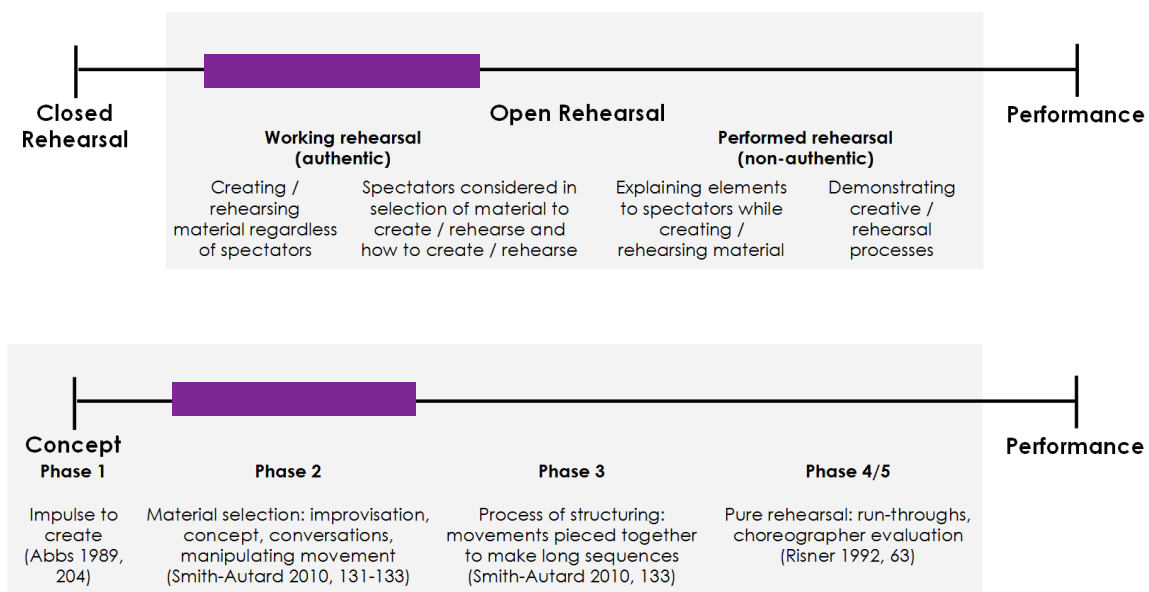 Closed
Rehearsal
Open Rehearsal
Performance
Working rehearsal
(authentic)
Performed rehearsal
(non-authentic)
Creating /
rehearsing
material regardless
of spectators
Spectators considered in
selection of material to
create / rehearse and
how to create / rehearse
Explaining elements
to spectators while
creating /
rehearsing material
Demonstrating
creative /
rehearsal
processes
Concept
Performance
Phase 1
Impulse to
create
(Abbs 1989,
204)
Phase 2
Material selection: improvisation,
concept, conversations,
manipulating movement
(Smith-Autard 2010, 131-133)
Phase 3
Process of structuring:
movements pieced together
to make long sequences
(Smith-Autard 2010, 133)
Phase 4/5
Pure rehearsal: run-throughs,
choreographer evaluation
(Risner 1992, 63)